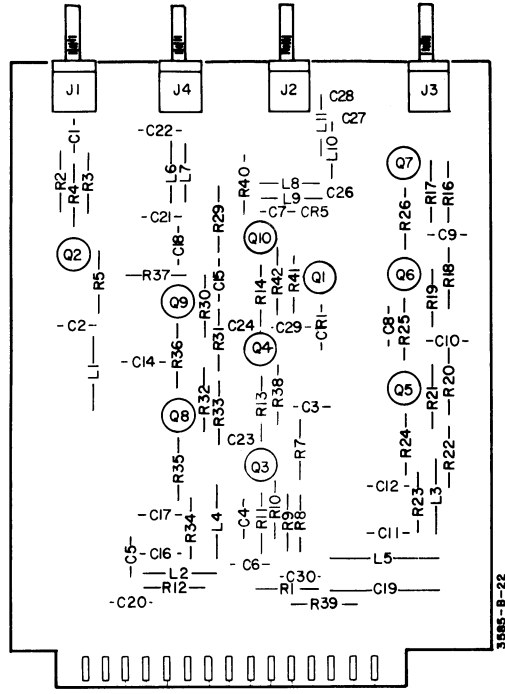 J1 J4 J2 J3
C1
-C22-
L11
C28
C27
L10
R2
R4
R3
L6
L7
R40
L8
L9
C26
Q7
R17
R16
-C7- CR5
R29
R26
-C21-
C18
Q10
-C9-
Q2
R5
-R37-
C15
R14
R42
R41
Q1
Q6
R19
R18
Q9
R30
-C2-
R36
R31
C24
-C29-
CR1
C8
R25
-C10-
Q4
L1
-C14-
R32
R33
R13
R38
Q5
R21
R20
Q8
-C3-
C23
R7
R24
R22
Q3
R35
-C12-
R23
L3
-C17-
R34
L4
C4
R11
R10
R9
R8
-C11-
C5
-C16-
-C6-
L5
L2
R12
-C30-
R1
C19
-C20-
R39
3585-B-22